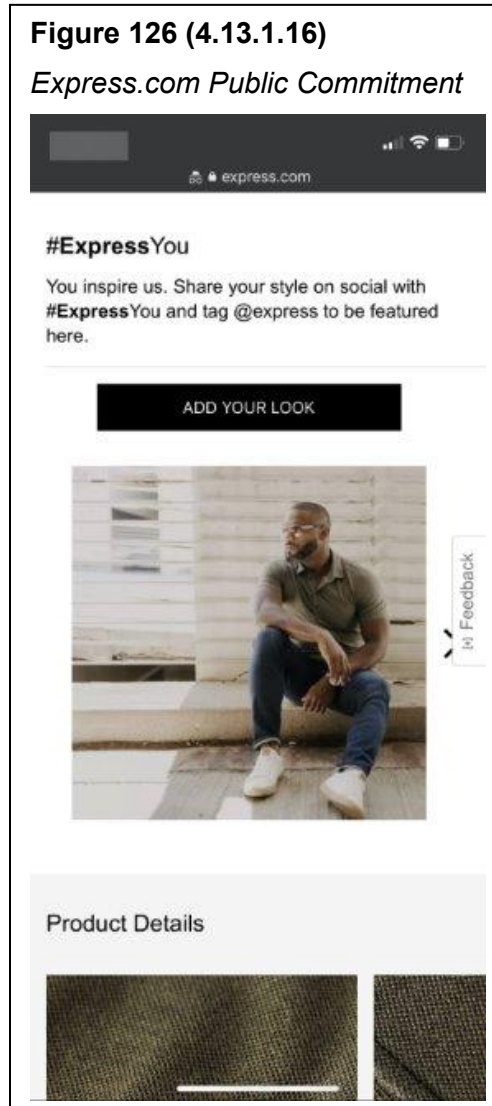 Figure 126 (4.13.1.16)
Express.com Public Commitment
express.com
#ExpressYou
You inspire us. Share your style on social with
#ExpressYou and tag @express to be featured
here.
ADD YOUR LOOK
[+] Feedback
Product Details